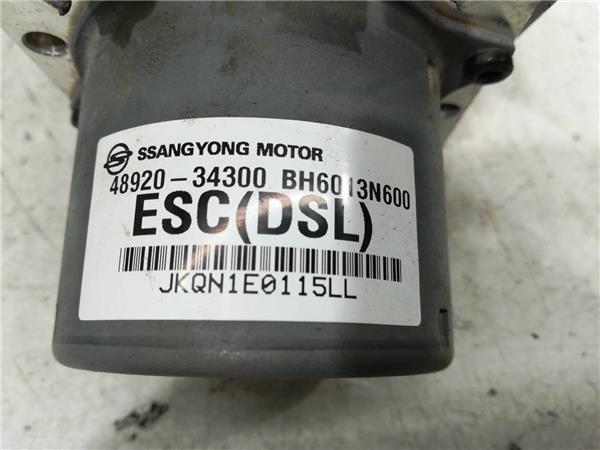 SSANGYONG MOTOR
48920-34300 BH6013N600
ESC(DSL)
JKQN1E0115LL